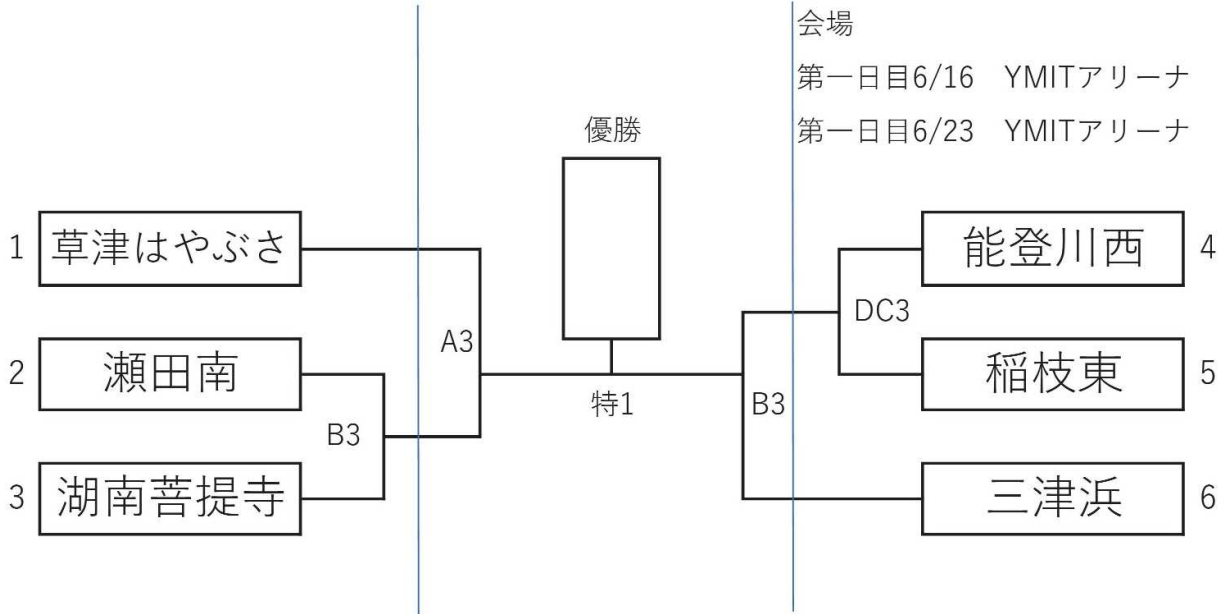 会場
第一日目6/16 YMITアリーナ
第一日目6/23 YMITアリーナ
優勝
1 草津はやぶさ
2 瀬田南
3 湖南菩提寺
B3
A3
特1
B3
DC3
能登川西 4
稲枝東 5
三津浜 6